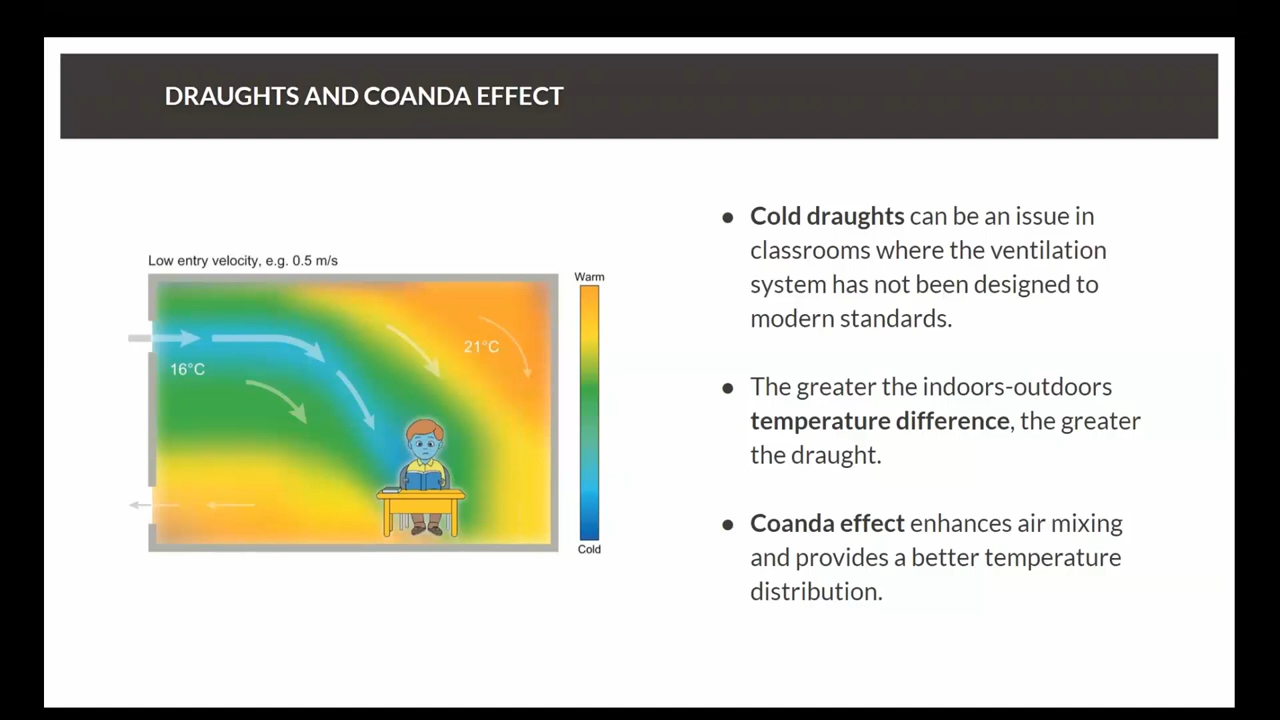 DRAUGHTS AND COANDA EFFECT
Low entry velocity, e.g. 0.5 m/s
Warm
21°C
16°C
Cold
● Cold draughts can be an issue in
classrooms where the ventilation
system has not been designed to
modern standards.
● The greater the indoors-outdoors
temperature difference, the greater
the draught.
● Coanda effect enhances air mixing
and provides a better temperature
distribution.